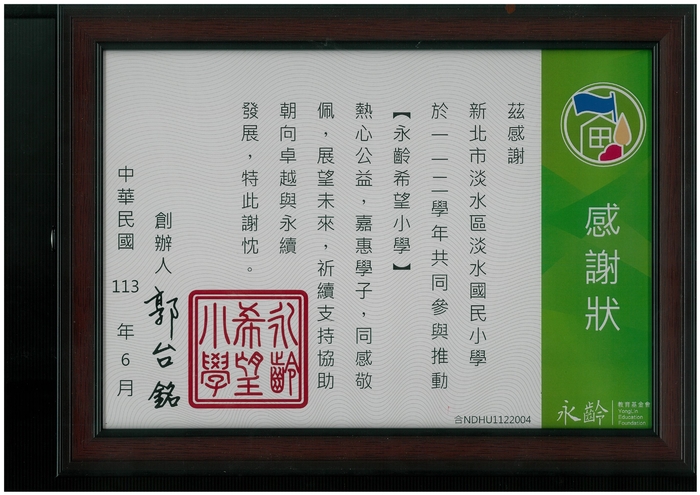 感謝狀
茲感謝
新北市淡水區淡水國民小學
於一一二學年共同參與推動
【永齡希望小學】
熱心公益，嘉惠學子，同感敬
佩，展望未來，祈續支持協助
朝向卓越與永續
發展，特此謝忱。
創辦人 郭台銘
永齡希望小學
中華民國 113 年 6 月
合NDHU1122004
永齡
教育基金會
YongLin
Education
Foundation